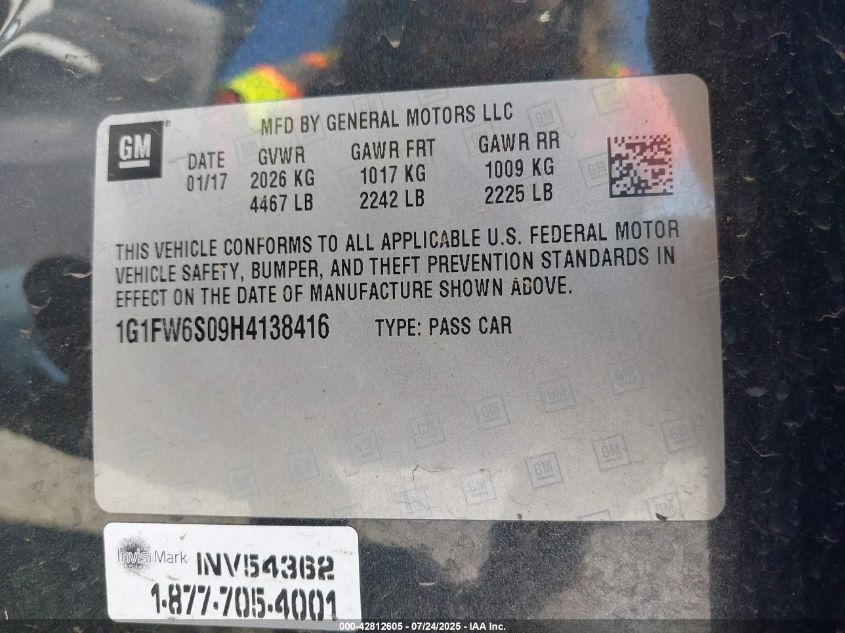 GM
MFD BY GENERAL MOTORS LLC
DATE GVWR GAWR FRT GAWR RR
01/17 2026 KG 1017 KG 1009 KG
4467 LB 2242 LB 2225 LB
THIS VEHICLE CONFORMS TO ALL APPLICABLE U.S. FEDERAL MOTOR
VEHICLE SAFETY, BUMPER, AND THEFT PREVENTION STANDARDS IN
EFFECT ON THE DATE OF MANUFACTURE SHOWN ABOVE.
1G1FW6S09H4138416 TYPE: PASS CAR
InvisiMark INV54362
1-877-705-4001
000-42812605 - 07/24/2025 - IAA Inc.